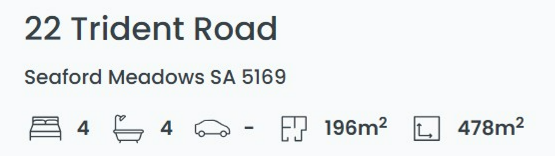 22 Trident Road
Seaford Meadows SA 5169
4 4 - 196m² 478m²